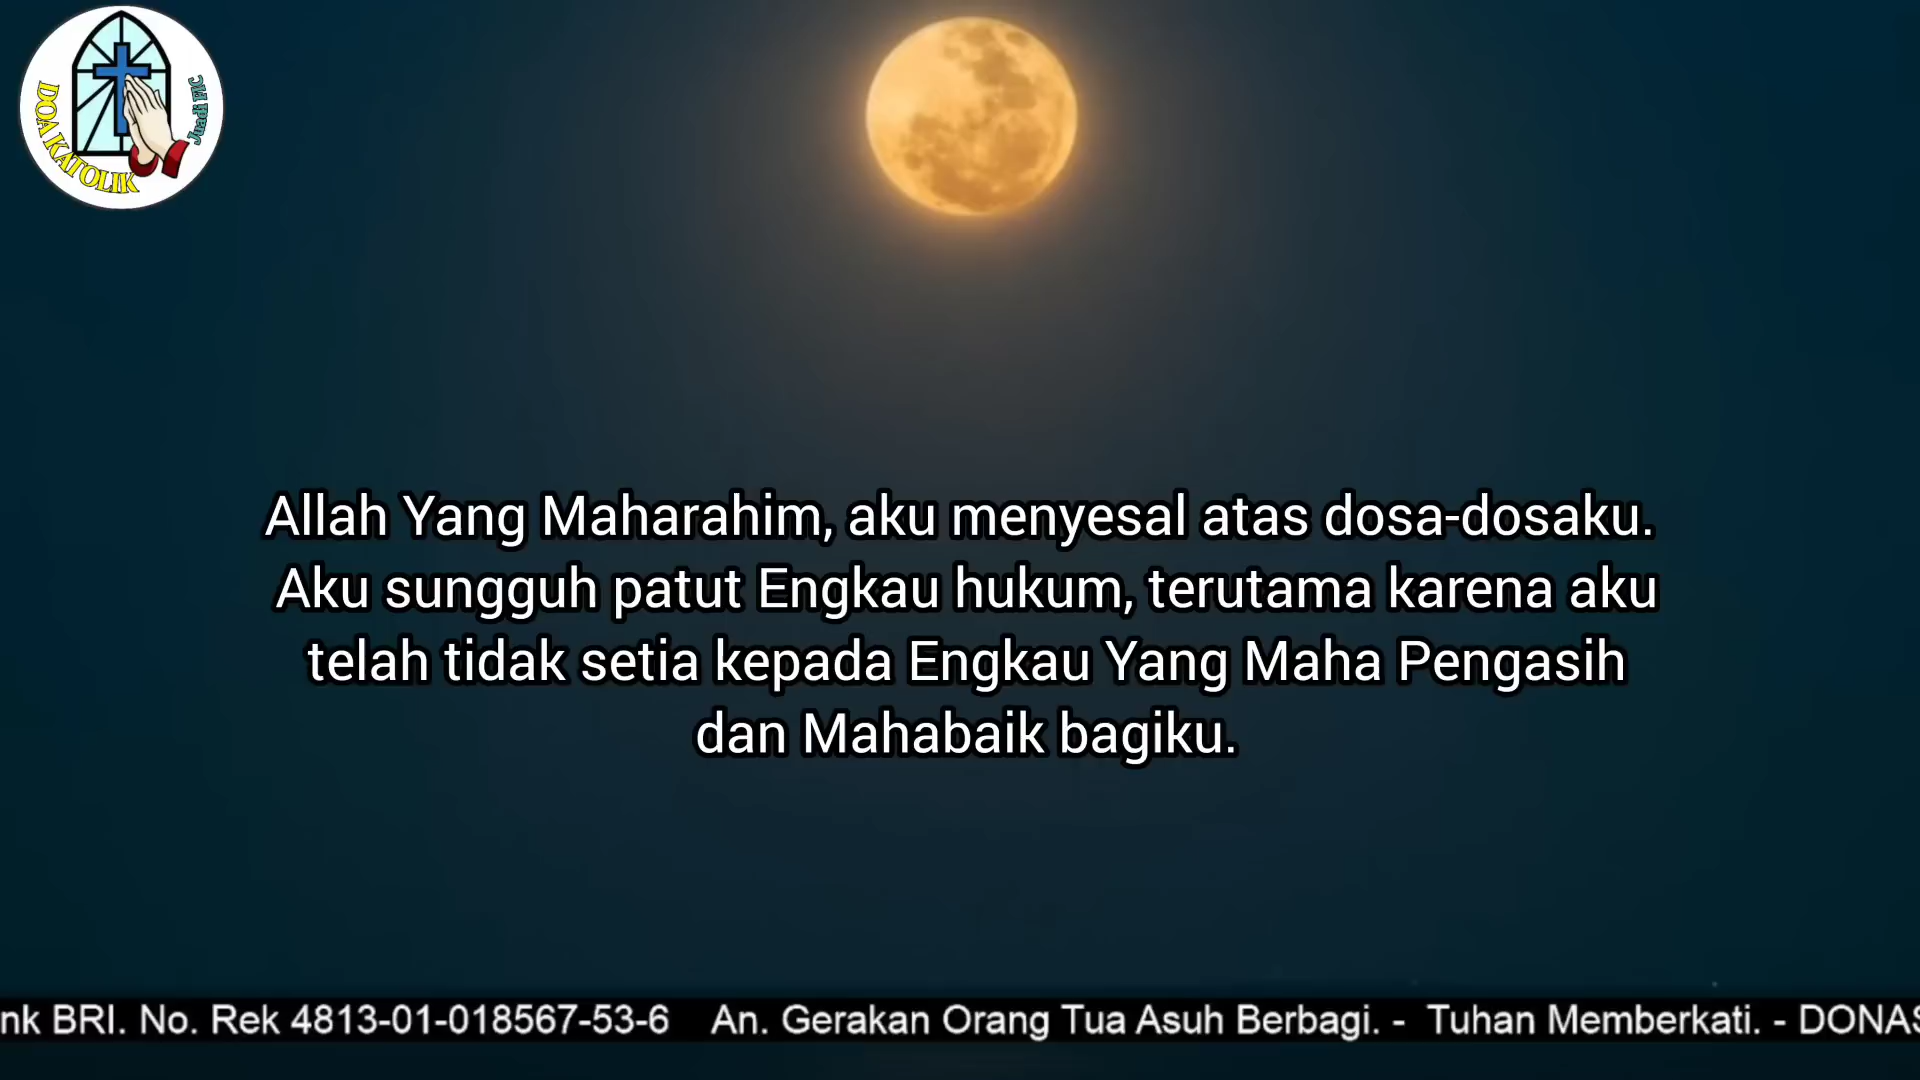 DOA KATOLIK
Juadi FIC
Allah Yang Maharahim, aku menyesal atas dosa-dosaku.
Aku sungguh patut Engkau hukum, terutama karena aku
telah tidak setia kepada Engkau Yang Maha Pengasih
dan Mahabaik bagiku.
nk BRI. No. Rek 4813-01-018567-53-6 An. Gerakan Orang Tua Asuh Berbagi. - Tuhan Memberkati. - DONAS